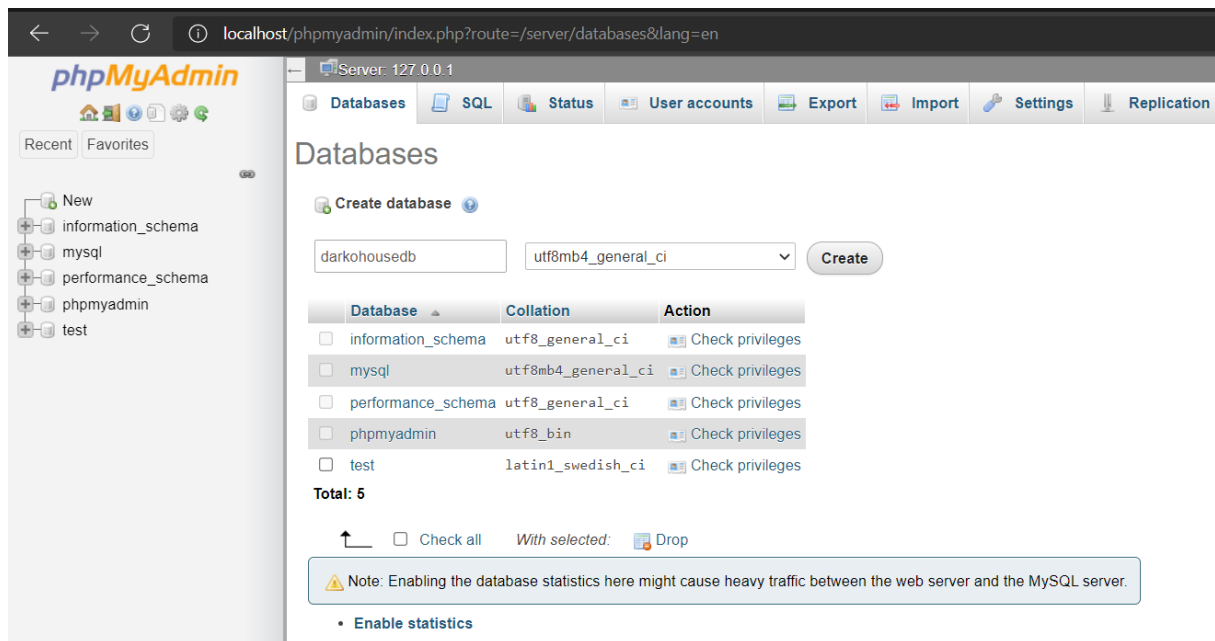 localhost/phpmyadmin/index.php?route=/server/databases&lang=en
phpMyAdmin
Recent Favorites
New
information_schema
mysql
performance_schema
phpmyadmin
test
Server: 127.0.0.1
Databases SQL Status User accounts Export Import Settings Replication
Databases
Create database
darkohousedb utf8mb4_general_ci Create
Database Collation Action
information_schema utf8_general_ci Check privileges
mysql utf8mb4_general_ci Check privileges
performance_schema utf8_general_ci Check privileges
phpmyadmin utf8_bin Check privileges
test latin1_swedish_ci Check privileges
Total: 5
Check all With selected: Drop
Note: Enabling the database statistics here might cause heavy traffic between the web server and the MySQL server.
• Enable statistics